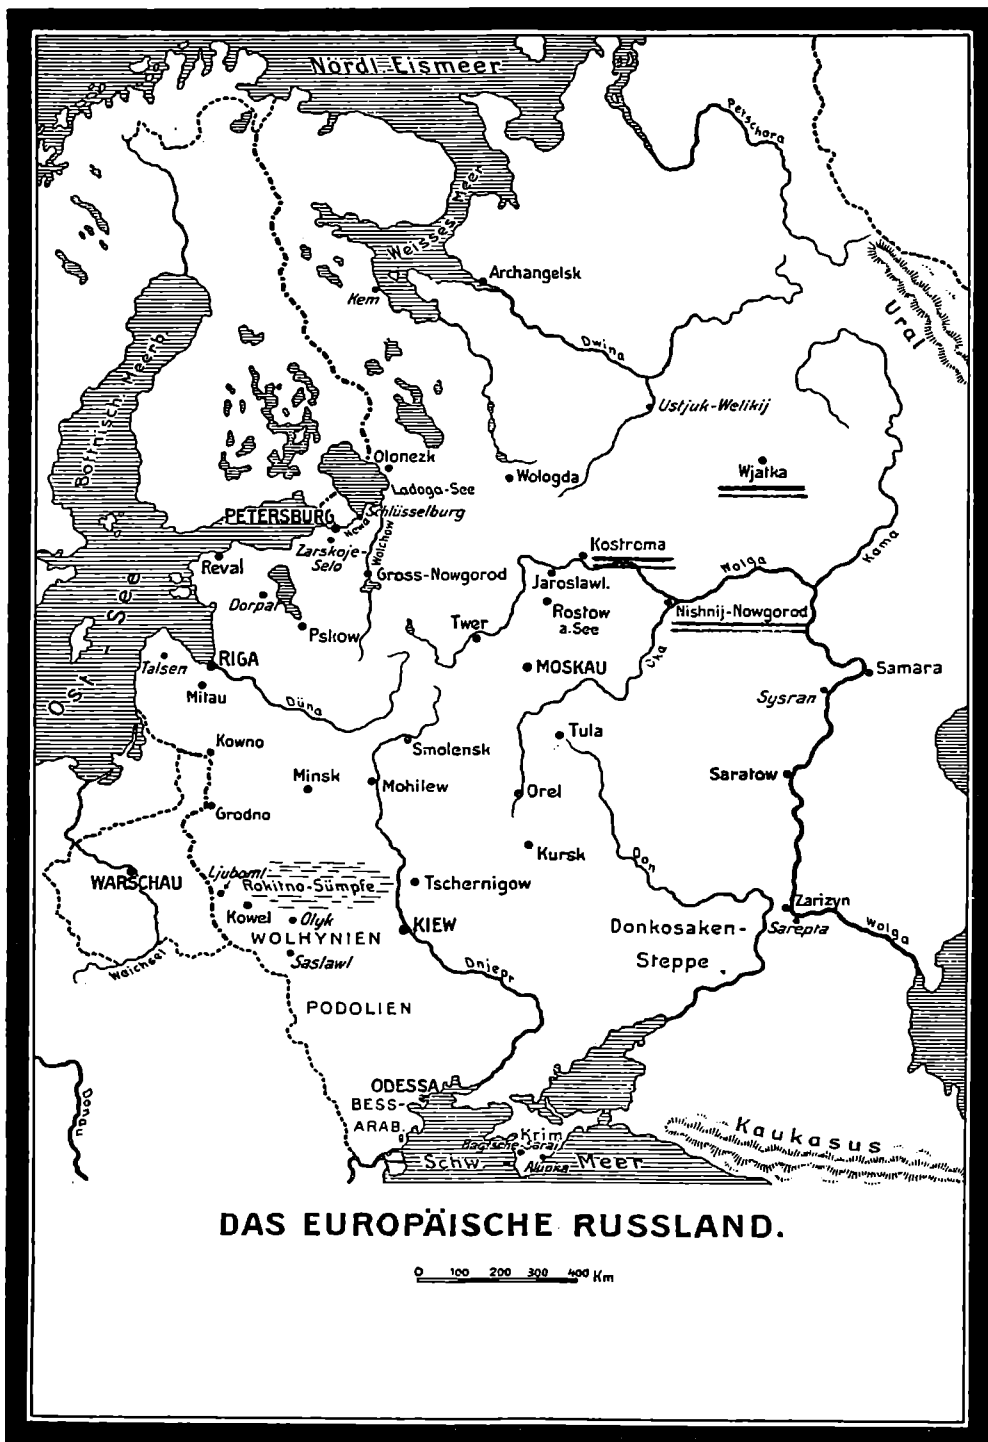 Nördl. Eismeer
Petschora
Weisses Meer
Archangelsk
Kem
Ural
Dwina
Bottnisch. Meerb.
Ustjuk-Welikij
Olonezk
Wologda
Wjatka
Ladoga-See
Schlüsselburg
PETERSBURG
Newa
Wolchow
Zarskoje-
Selo
Kostroma
Wolga
Kama
Reval
Gross-Nowgorod
Jaroslawl.
Dorpat
Rostow
a.See
Nishnij-Nowgorod
Ost-See
Pskow
Twer
RIGA
Talsen
MOSKAU
Oka
Samara
Mitau
Düna
Sysran
Kowno
Smolensk
Tula
Minsk
Mohilew
Saratow
Grodno
Orel
Kursk
Don
Ljuboml
WARSCHAU
Rokitno-Sümpfe
Tschernigow
Kowel
Olyk
Zarizyn
KIEW
Donkosaken-
Steppe
Sarepta
Wolga
WOLHYNIEN
Saslawl
Weichsel
Dnjepr
PODOLIEN
Donau
ODESSA
BESS-
ARAB.
Krim
Bagtsche-Sarai
Alupka
Schw. Meer
Kaukasus
DAS EUROPÄISCHE RUSSLAND.
0 100 200 300 400 Km